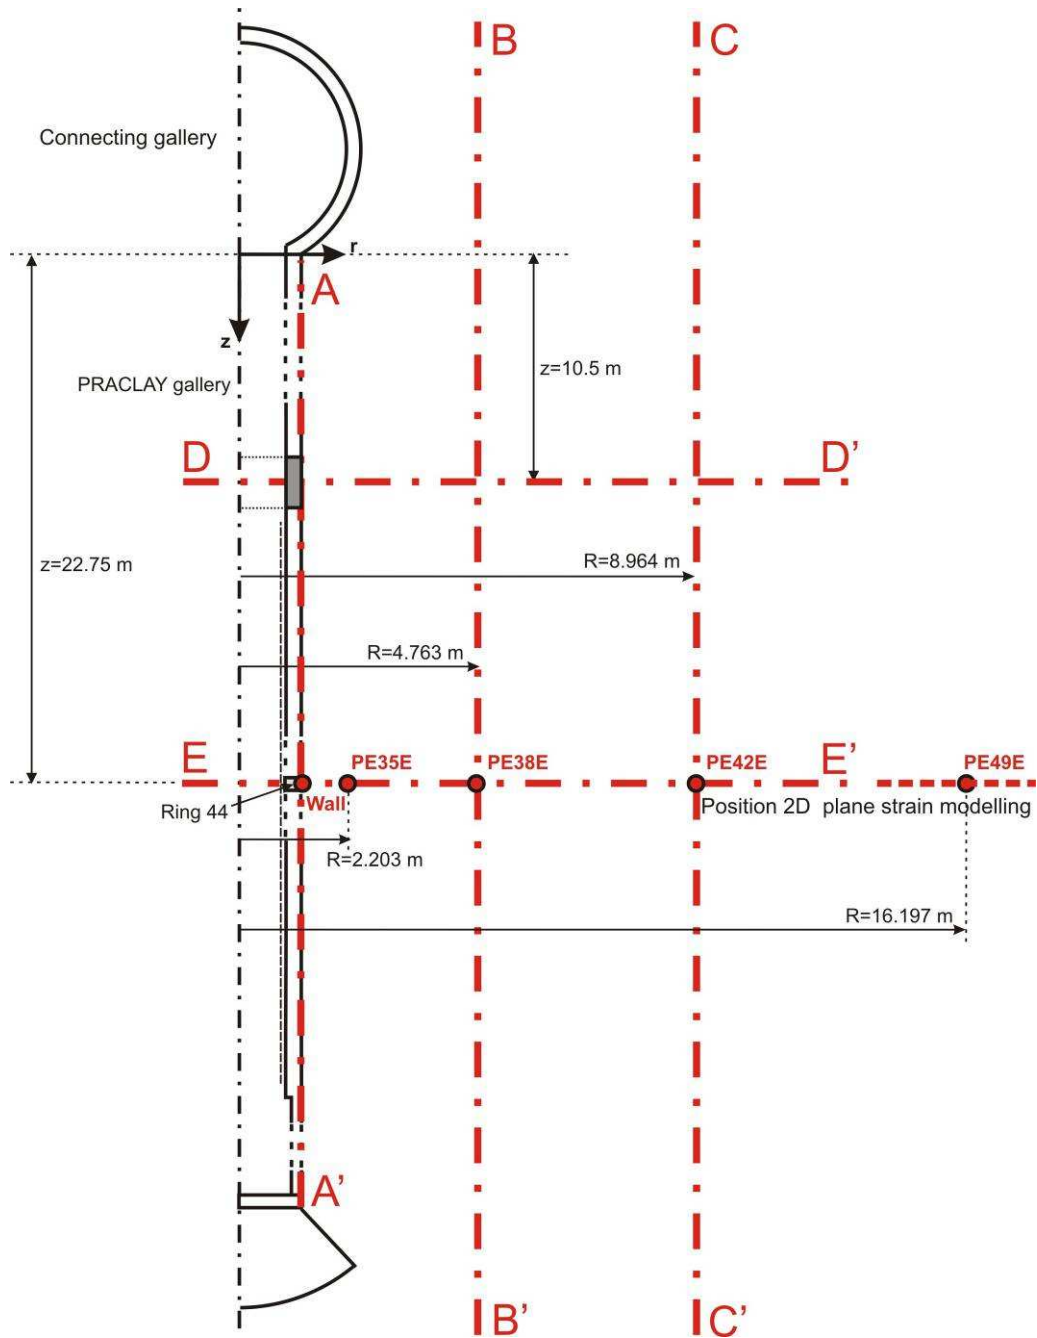 B
C
Connecting gallery
r
A
z
z=10.5 m
PRACLAY gallery
D
D’
z=22.75 m
R=8.964 m
R=4.763 m
E
PE35E
PE38E
PE42E
E’
PE49E
Ring 44
Wall
Position 2D plane strain modelling
R=2.203 m
R=16.197 m
A’
B’
C’